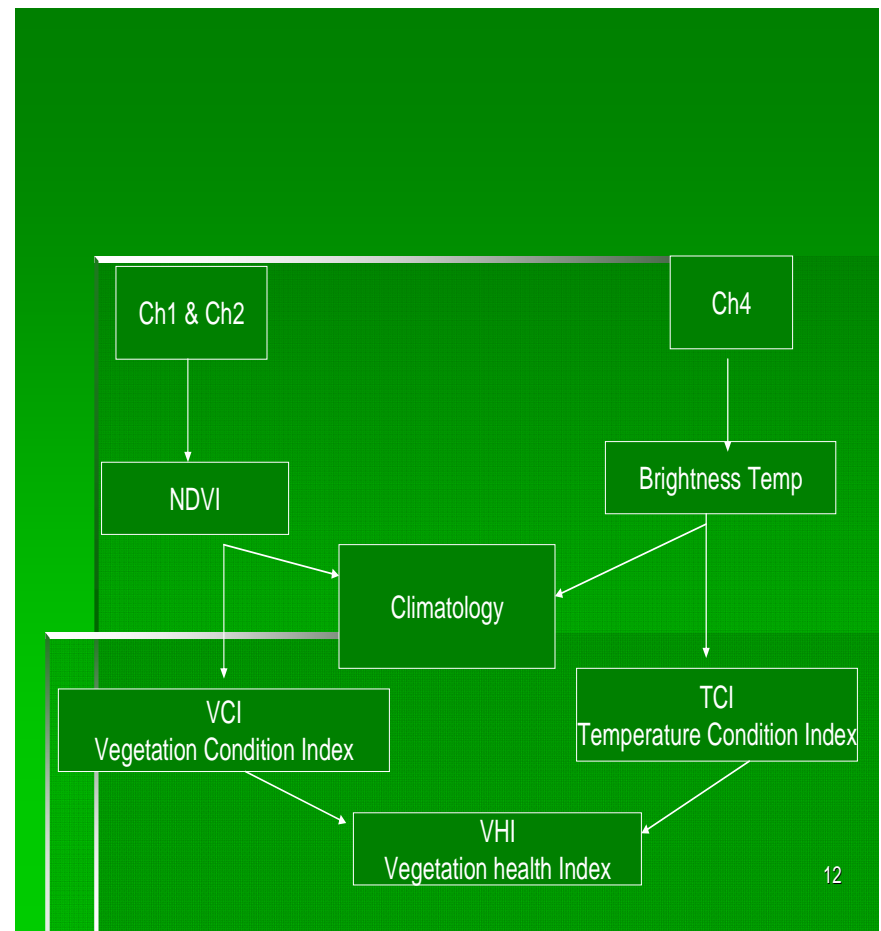 Ch1 & Ch2
Ch4
NDVI
Brightness Temp
Climatology
VCI
Vegetation Condition Index
TCI
Temperature Condition Index
VHI
Vegetation health Index
12